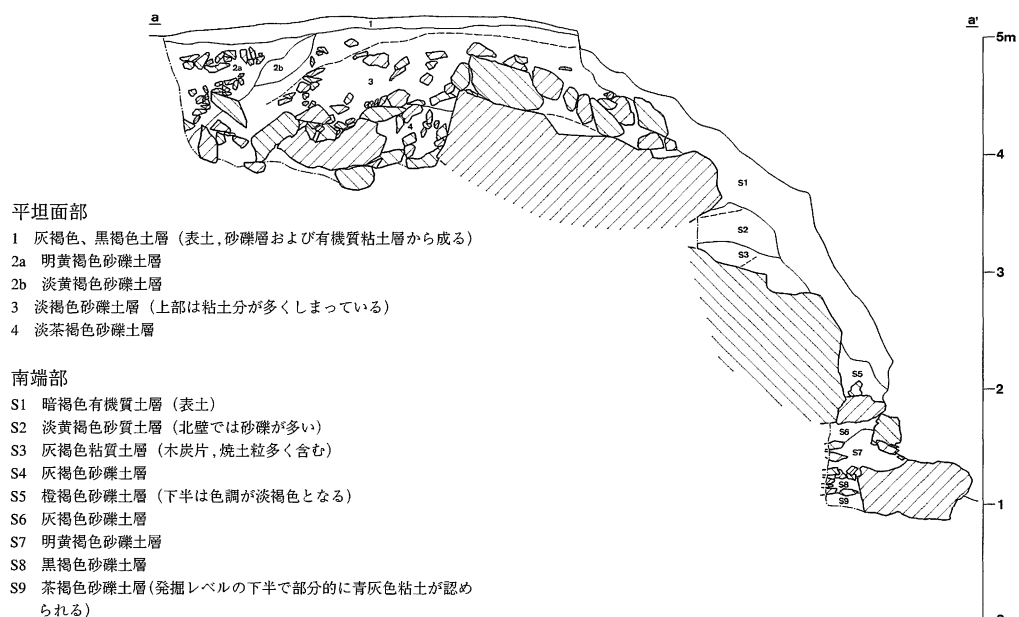 a
a'
1
5m
2a
2b
3
4
4
S1
S2
3
S3
2
S5
S6
S7
S8
S9
1
平坦面部
1 灰褐色、黒褐色土層（表土,砂礫層および有機質粘土層から成る）
2a 明黄褐色砂礫土層
2b 淡黄褐色砂礫土層
3 淡褐色砂礫土層（上部は粘土分が多くしまっている）
4 淡茶褐色砂礫土層
南端部
S1 暗褐色有機質土層（表土）
S2 淡黄褐色砂質土層（北壁では砂礫が多い）
S3 灰褐色粘質土層（木炭片,焼土粒多く含む）
S4 灰褐色砂礫土層
S5 橙褐色砂礫土層（下半は色調が淡褐色となる）
S6 灰褐色砂礫土層
S7 明黄褐色砂礫土層
S8 黒褐色砂礫土層
S9 茶褐色砂礫土層(発掘レベルの下半で部分的に青灰色粘土が認め
られる)